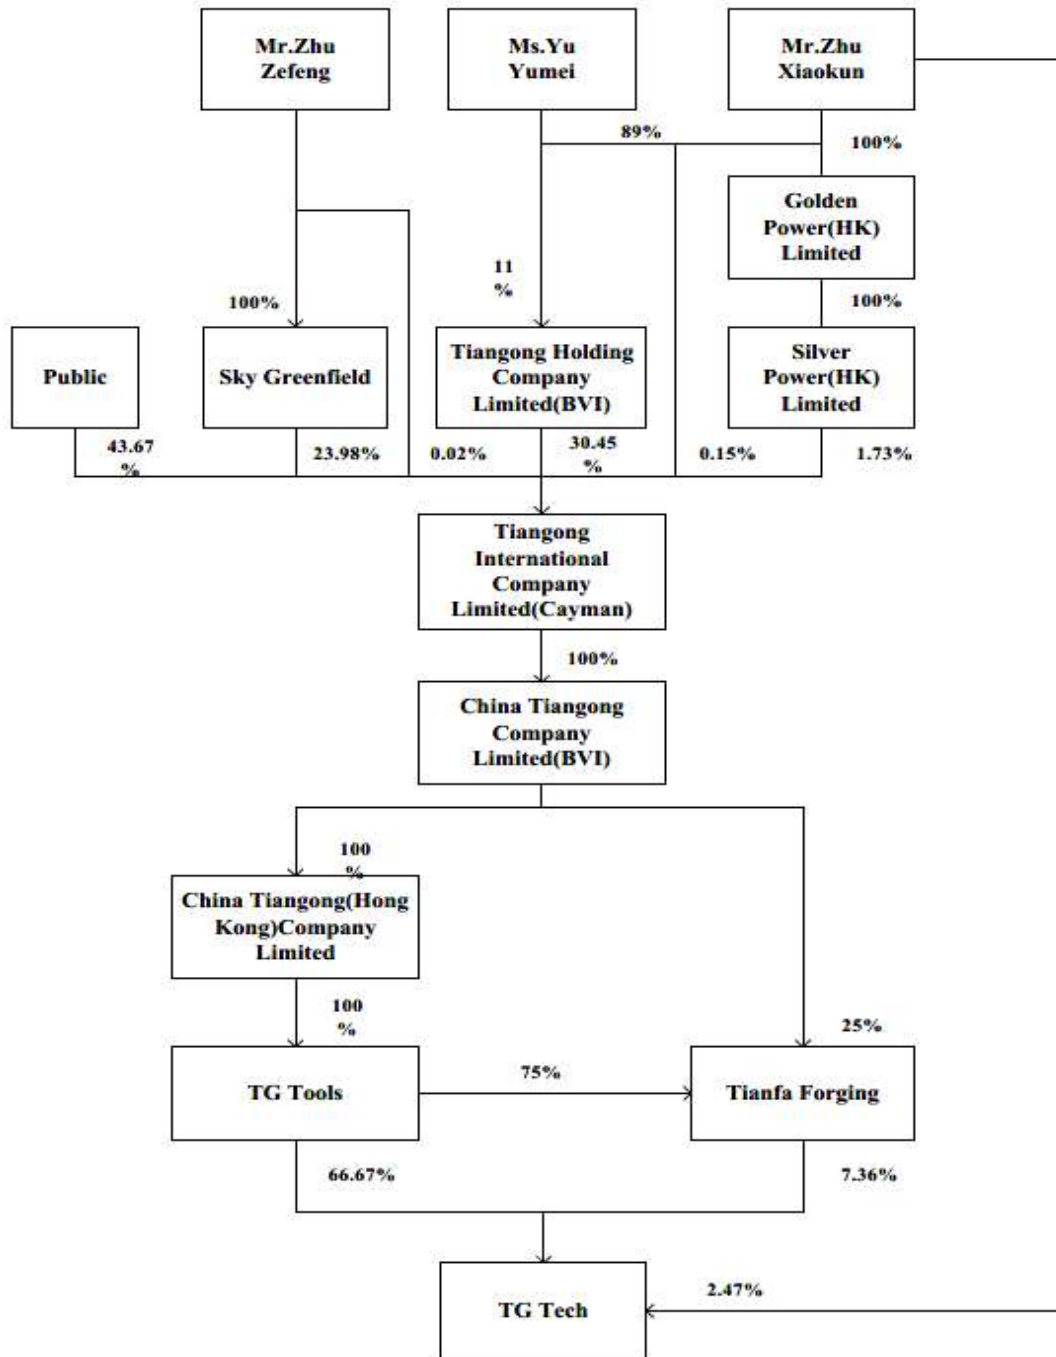 Mr.Zhu
Zefeng
Ms.Yu
Yumei
Mr.Zhu
Xiaokun
89%
100%
Golden
Power(HK)
Limited
11
%
100%
100%
Public
Sky Greenfield
Tiangong Holding
Company
Limited(BVI)
Silver
Power(HK)
Limited
43.67
%
23.98%
0.02%
30.45
%
0.15%
1.73%
Tiangong
International
Company
Limited(Cayman)
100%
China Tiangong
Company
Limited(BVI)
100
%
China Tiangong(Hong
Kong)Company
Limited
100
%
25%
TG Tools
75%
Tianfa Forging
66.67%
7.36%
TG Tech
2.47%